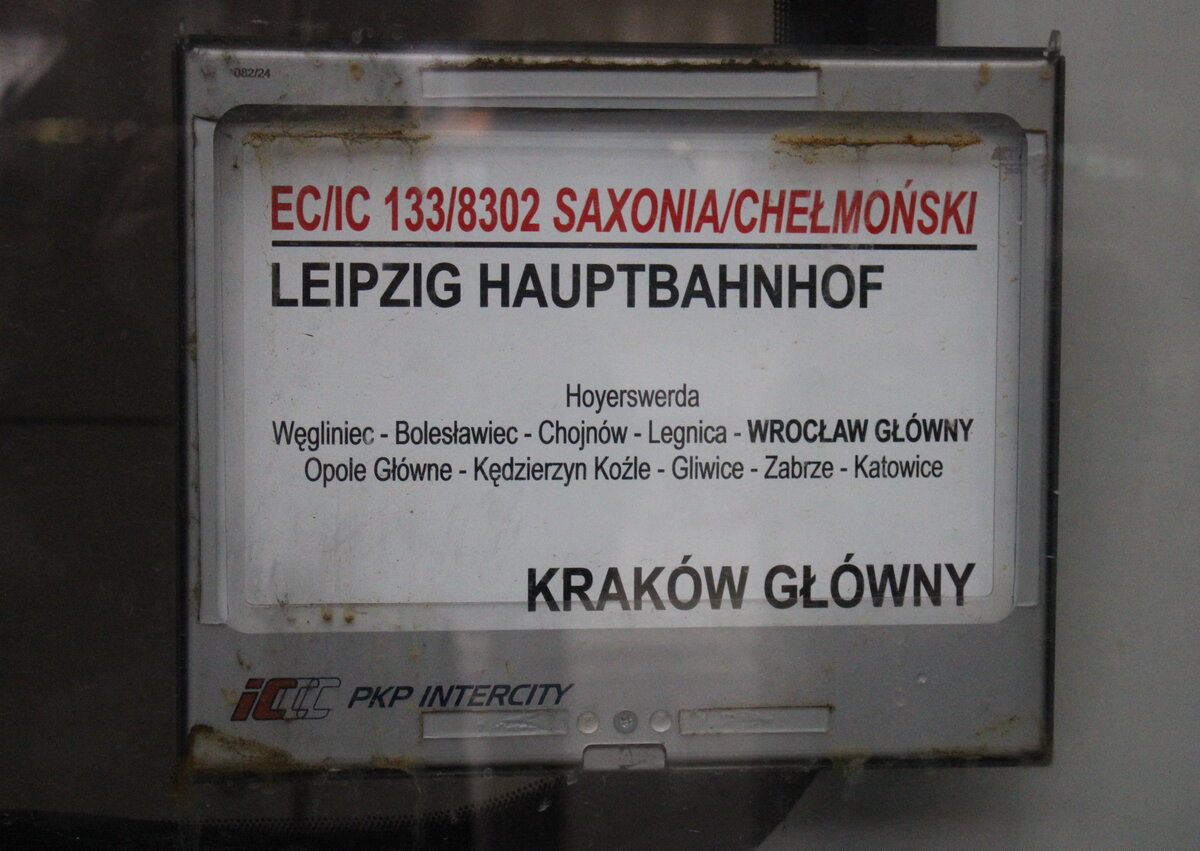 082/24
EC/IC 133/8302 SAXONIA/CHEŁMOŃSKI
LEIPZIG HAUPTBAHNHOF
Hoyerswerda
Węgliniec - Bolesławiec - Chojnów - Legnica - WROCŁAW GŁÓWNY
Opole Główne - Kędzierzyn Koźle - Gliwice - Zabrze - Katowice
KRAKÓW GŁÓWNY
iCCC PKP INTERCITY